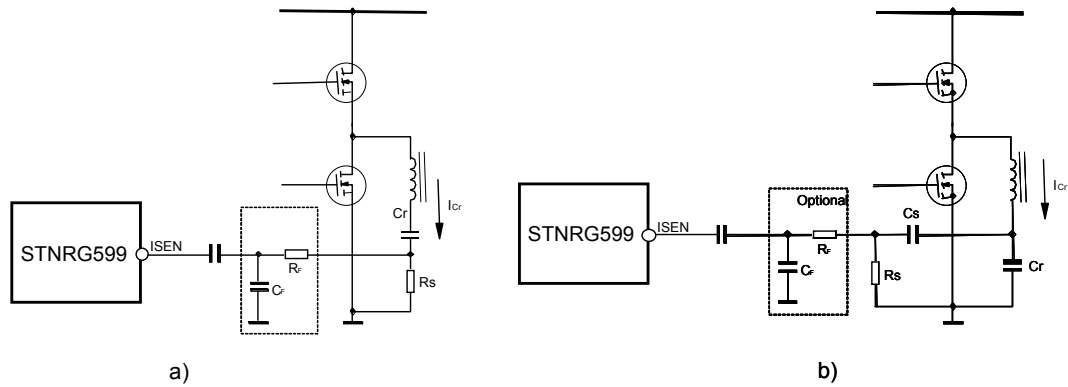 STNRG599
ISEN
CF
RF
Cr
ICr
Rs
a)
STNRG599
ISEN
Optional
CF
RF
Cs
Rs
ICr
Cr
b)